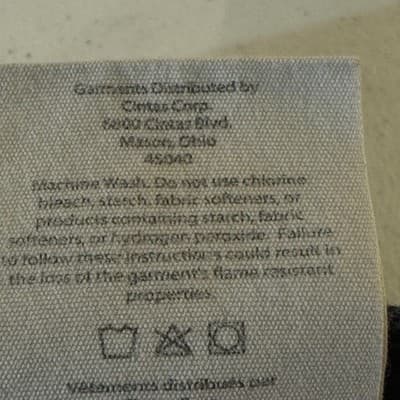 Garments Distributed by
Cintas Corp.
6800 Cintas Blvd.
Mason, Ohio
45040
Machine Wash. Do not use chlorine
bleach, starch, fabric softeners, or
products containing starch, fabric
softeners, or hydrogen peroxide. Failure
to follow these instructions could result in
the loss of the garment's flame resistant
properties.
Vêtements distribués par